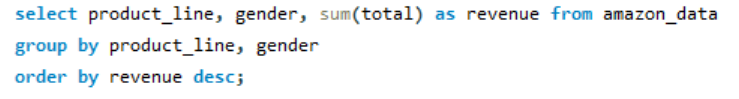 select product_line, gender, sum(total) as revenue from amazon_data
group by product_line, gender
order by revenue desc;